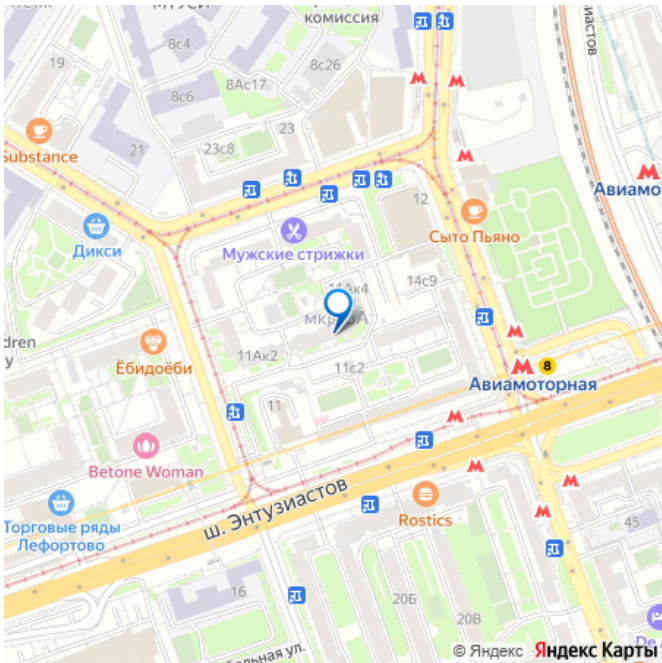 комиссия
8с4
8с26
19
8Ас17
8с6
23
21
23с8
Substance
12
Авиамо
Сыто Пьяно
Дикси
Мужские стрижки
14с9
11Ак4
мкр
А
11Ак2
Ёбидоёби
11с2
8
Авиамоторная
11
Betone Woman
ш. Энтузиастов
Rostics
Торговые ряды
Лефортово
45
16
20Б
20В
© Яндекс
Яндекс Карты